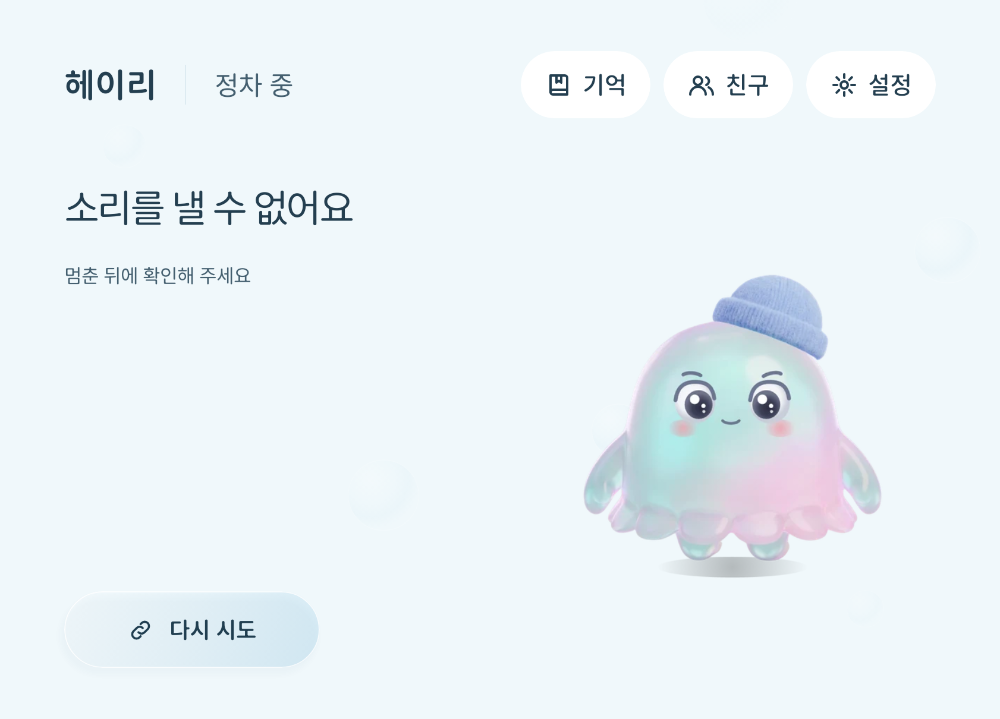 헤이리
정차 중
기억
친구
설정
소리를 낼 수 없어요
멈춘 뒤에 확인해 주세요
다시 시도